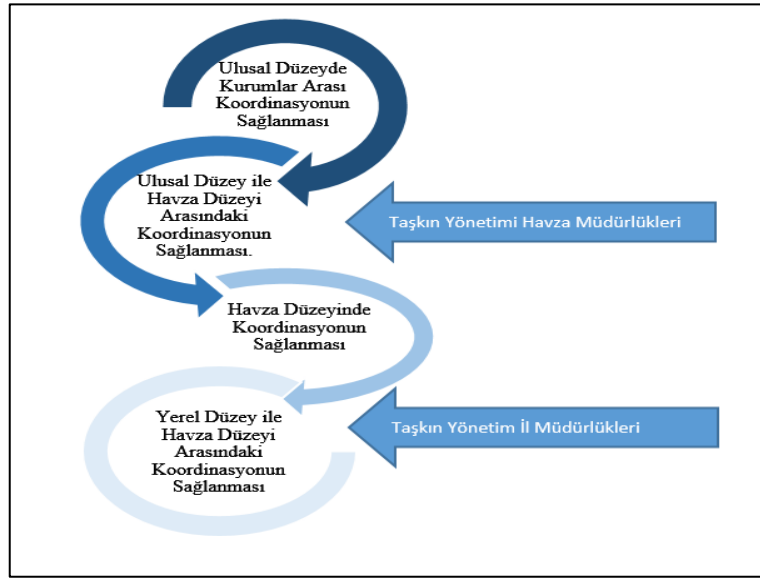 Ulusal Düzeyde
Kurumlar Arası
Koordinasyonun
Sağlanması
Ulusal Düzey ile
Havza Düzeyi
Arasındaki
Koordinasyonun
Sağlanması.
Taşkın Yönetimi Havza Müdürlükleri
Havza Düzeyinde
Koordinasyonun
Sağlanması
Yerel Düzey ile
Havza Düzeyi
Arasındaki
Koordinasyonun
Sağlanması
Taşkın Yönetim İl Müdürlükleri